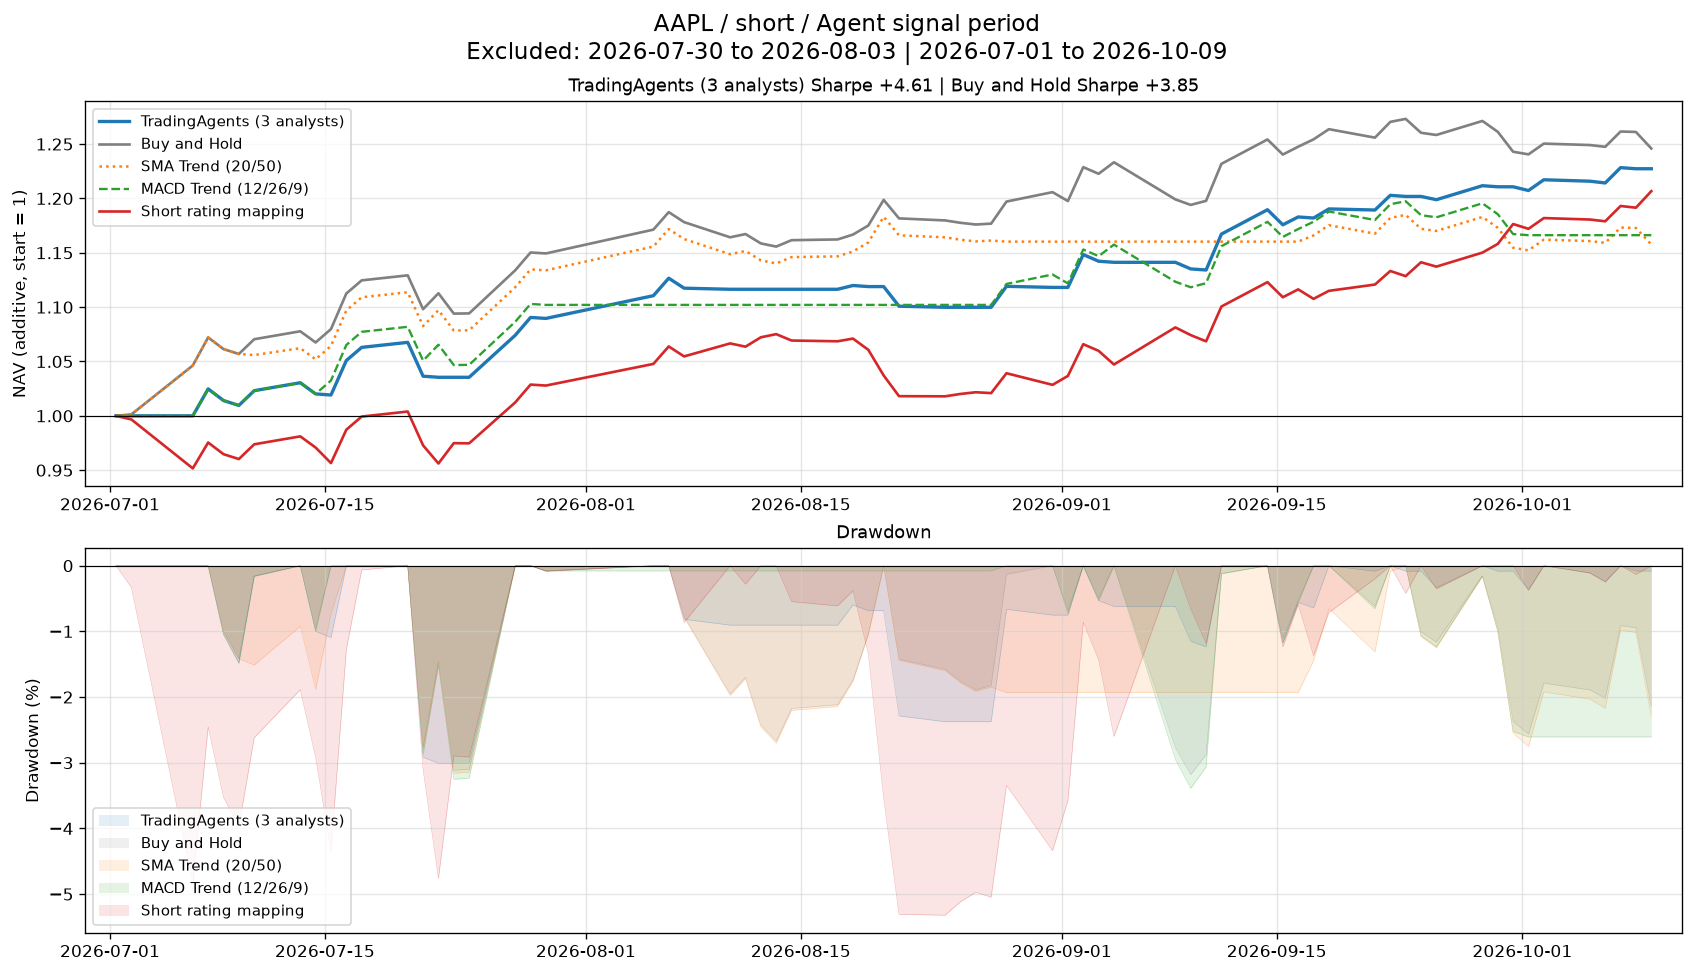 AAPL / short / Agent signal period
Excluded: 2026-07-30 to 2026-08-03 | 2026-07-01 to 2026-10-09
TradingAgents (3 analysts) Sharpe +4.61 | Buy and Hold Sharpe +3.85
TradingAgents (3 analysts)
Buy and Hold
SMA Trend (20/50)
MACD Trend (12/26/9)
Short rating mapping
NAV (additive, start = 1)
1.25
1.20
1.15
1.10
1.05
1.00
0.95
2026-07-01
2026-07-15
2026-08-01
2026-08-15
2026-09-01
2026-09-15
2026-10-01
Drawdown
Drawdown (%)
0
−1
−2
−3
−4
−5
TradingAgents (3 analysts)
Buy and Hold
SMA Trend (20/50)
MACD Trend (12/26/9)
Short rating mapping
2026-07-01
2026-07-15
2026-08-01
2026-08-15
2026-09-01
2026-09-15
2026-10-01